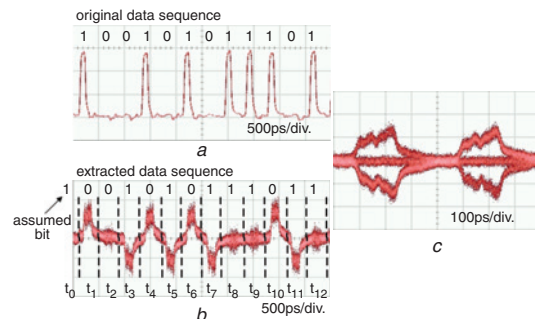 original data sequence
1 0 0 1 0 1 0 1 1 1 0 1
500ps/div.
a
extracted data sequence
1 0 0 1 0 1 0 1 1 1 0 1 1
assumed
bit
t0 t1 t2 t3 t4 t5 t6 t7 t8 t9 t10 t11 t12
500ps/div.
b
100ps/div.
c